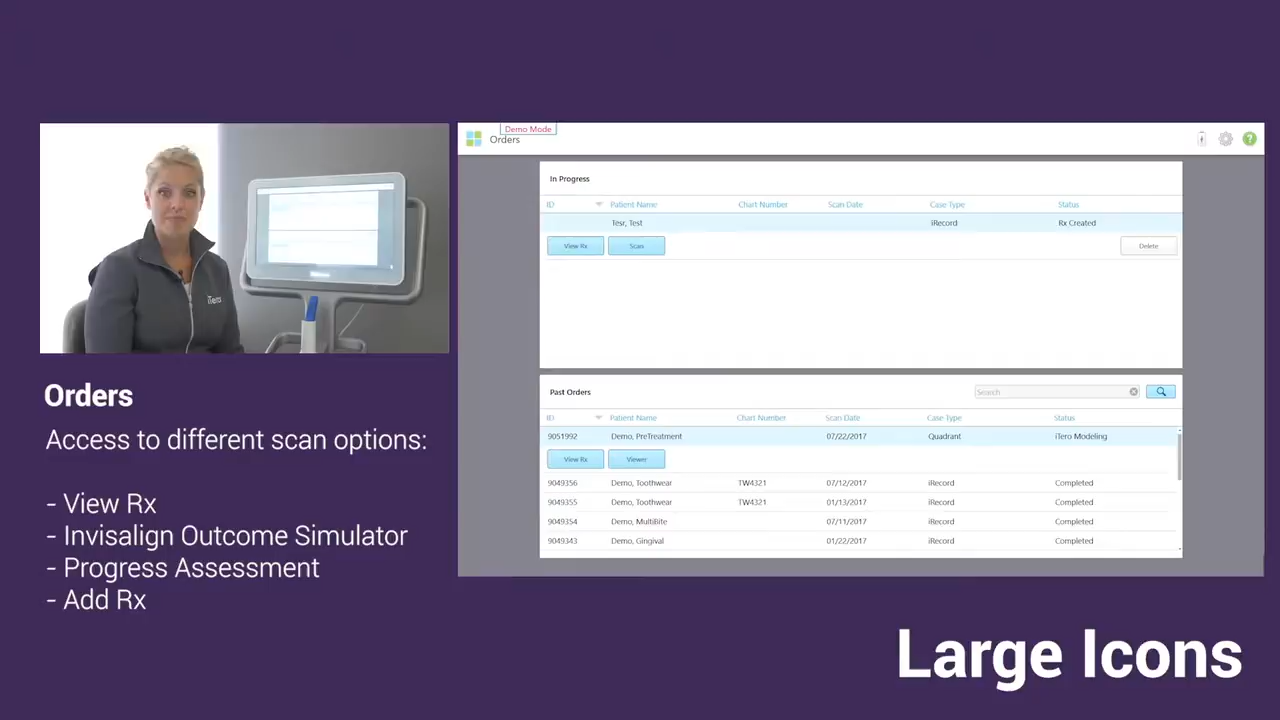 iTero
Orders
Access to different scan options:
- View Rx
- Invisalign Outcome Simulator
- Progress Assessment
- Add Rx
Demo Mode
Orders
?
In Progress
ID Patient Name Chart Number Scan Date Case Type Status
Tesr, Test iRecord Rx Created
View Rx Scan Delete
Past Orders Search
ID Patient Name Chart Number Scan Date Case Type Status
9051992 Demo, PreTreatment 07/22/2017 Quadrant iTero Modeling
View Rx Viewer
9049356 Demo, Toothwear TW4321 07/12/2017 iRecord Completed
9049355 Demo, Toothwear TW4321 01/13/2017 iRecord Completed
9049354 Demo, MultiBite 07/11/2017 iRecord Completed
9049343 Demo, Gingival 01/22/2017 iRecord Completed
Large Icons